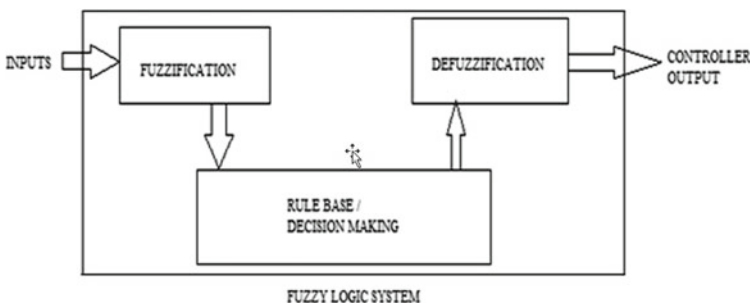 INPUTS
FUZZIFICATION
DEFUZZIFICATION
CONTROLLER
OUTPUT
RULE BASE /
DECISION MAKING
FUZZY LOGIC SYSTEM